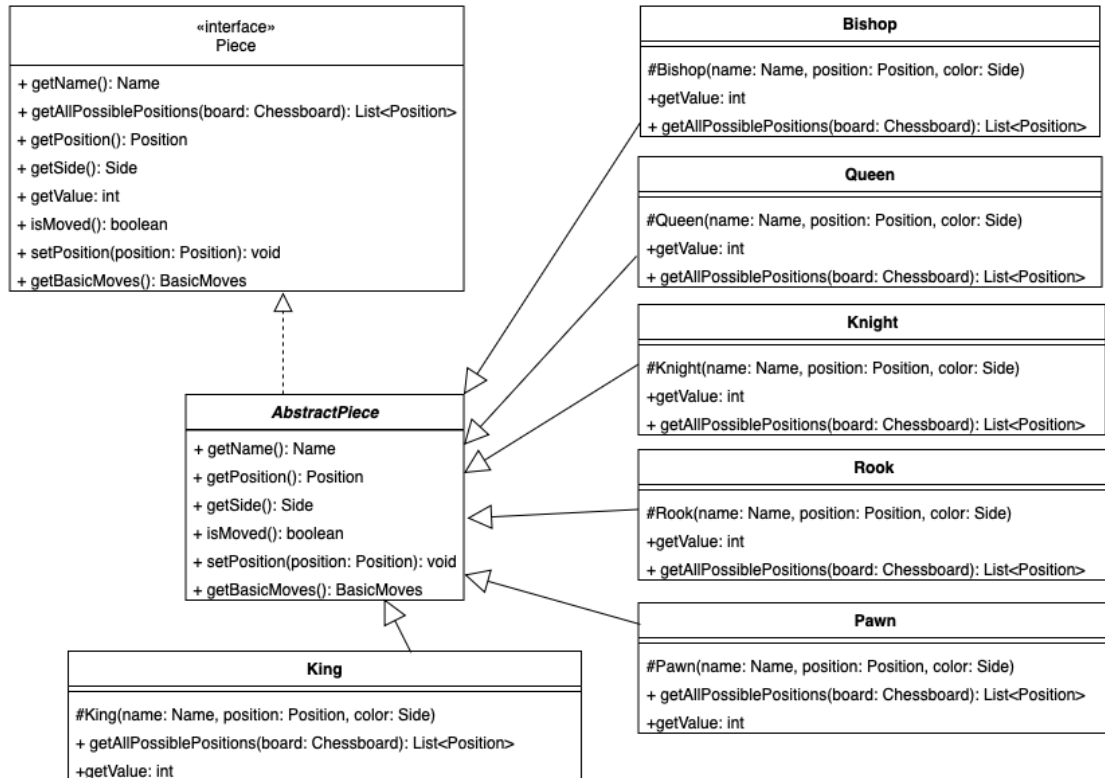 «interface»
Piece
+ getName(): Name
+ getAllPossiblePositions(board: Chessboard): List<Position>
+ getPosition(): Position
+ getSide(): Side
+ getValue: int
+ isMoved(): boolean
+ setPosition(position: Position): void
+ getBasicMoves(): BasicMoves
Bishop
#Bishop(name: Name, position: Position, color: Side)
+getValue: int
+ getAllPossiblePositions(board: Chessboard): List<Position>
Queen
#Queen(name: Name, position: Position, color: Side)
+getValue: int
+ getAllPossiblePositions(board: Chessboard): List<Position>
Knight
#Knight(name: Name, position: Position, color: Side)
+getValue: int
+ getAllPossiblePositions(board: Chessboard): List<Position>
AbstractPiece
+ getName(): Name
+ getPosition(): Position
+ getSide(): Side
+ isMoved(): boolean
+ setPosition(position: Position): void
+ getBasicMoves(): BasicMoves
Rook
#Rook(name: Name, position: Position, color: Side)
+getValue: int
+ getAllPossiblePositions(board: Chessboard): List<Position>
Pawn
#Pawn(name: Name, position: Position, color: Side)
+ getAllPossiblePositions(board: Chessboard): List<Position>
+getValue: int
King
#King(name: Name, position: Position, color: Side)
+ getAllPossiblePositions(board: Chessboard): List<Position>
+getValue: int